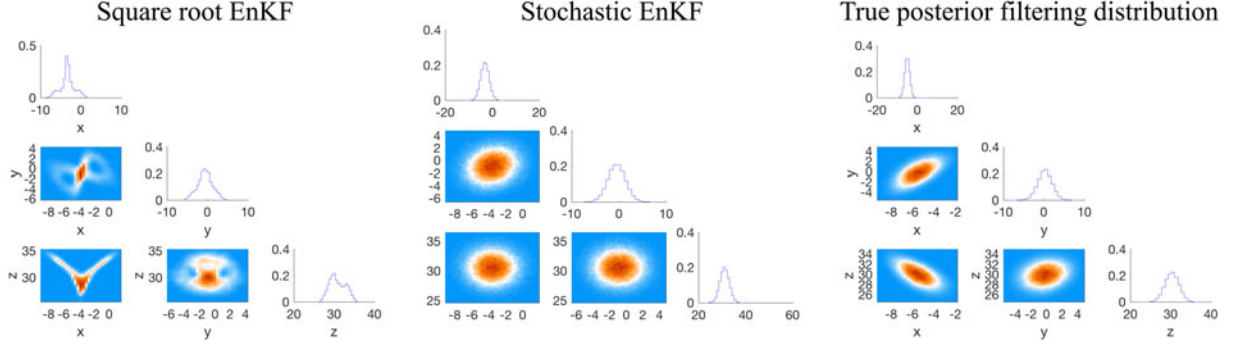 Square root EnKF
0.5
0
-10 0 10
x
4
2
0
-2
-4
-6
y
-8 -6 -4 -2 0
x
0.4
0.2
0
-10 0 10
y
35
30
z
-8 -6 -4 -2 0
x
35
30
z
-4 -2 0 2 4
y
0.4
0.2
0
20 30 40
z
Stochastic EnKF
0.4
0.2
0
-20 0 20
4
2
0
-2
-4
-6
-8 -6 -4 -2 0
0.4
0.2
0
-10 0 10
35
30
25
-8 -6 -4 -2 0
35
30
25
-6 -4 -2 0 2 4
0.4
0.2
0
20 40 60
True posterior filtering distribution
0.4
0.2
0
-20 0 20
x
4
2
0
-2
-4
y
-8 -6 -4 -2
x
0.4
0.2
0
-10 0 10
y
34
32
30
28
26
z
-8 -6 -4 -2
x
34
32
30
28
26
z
-4 -2 0 2 4
y
0.4
0.2
0
20 30 40
z